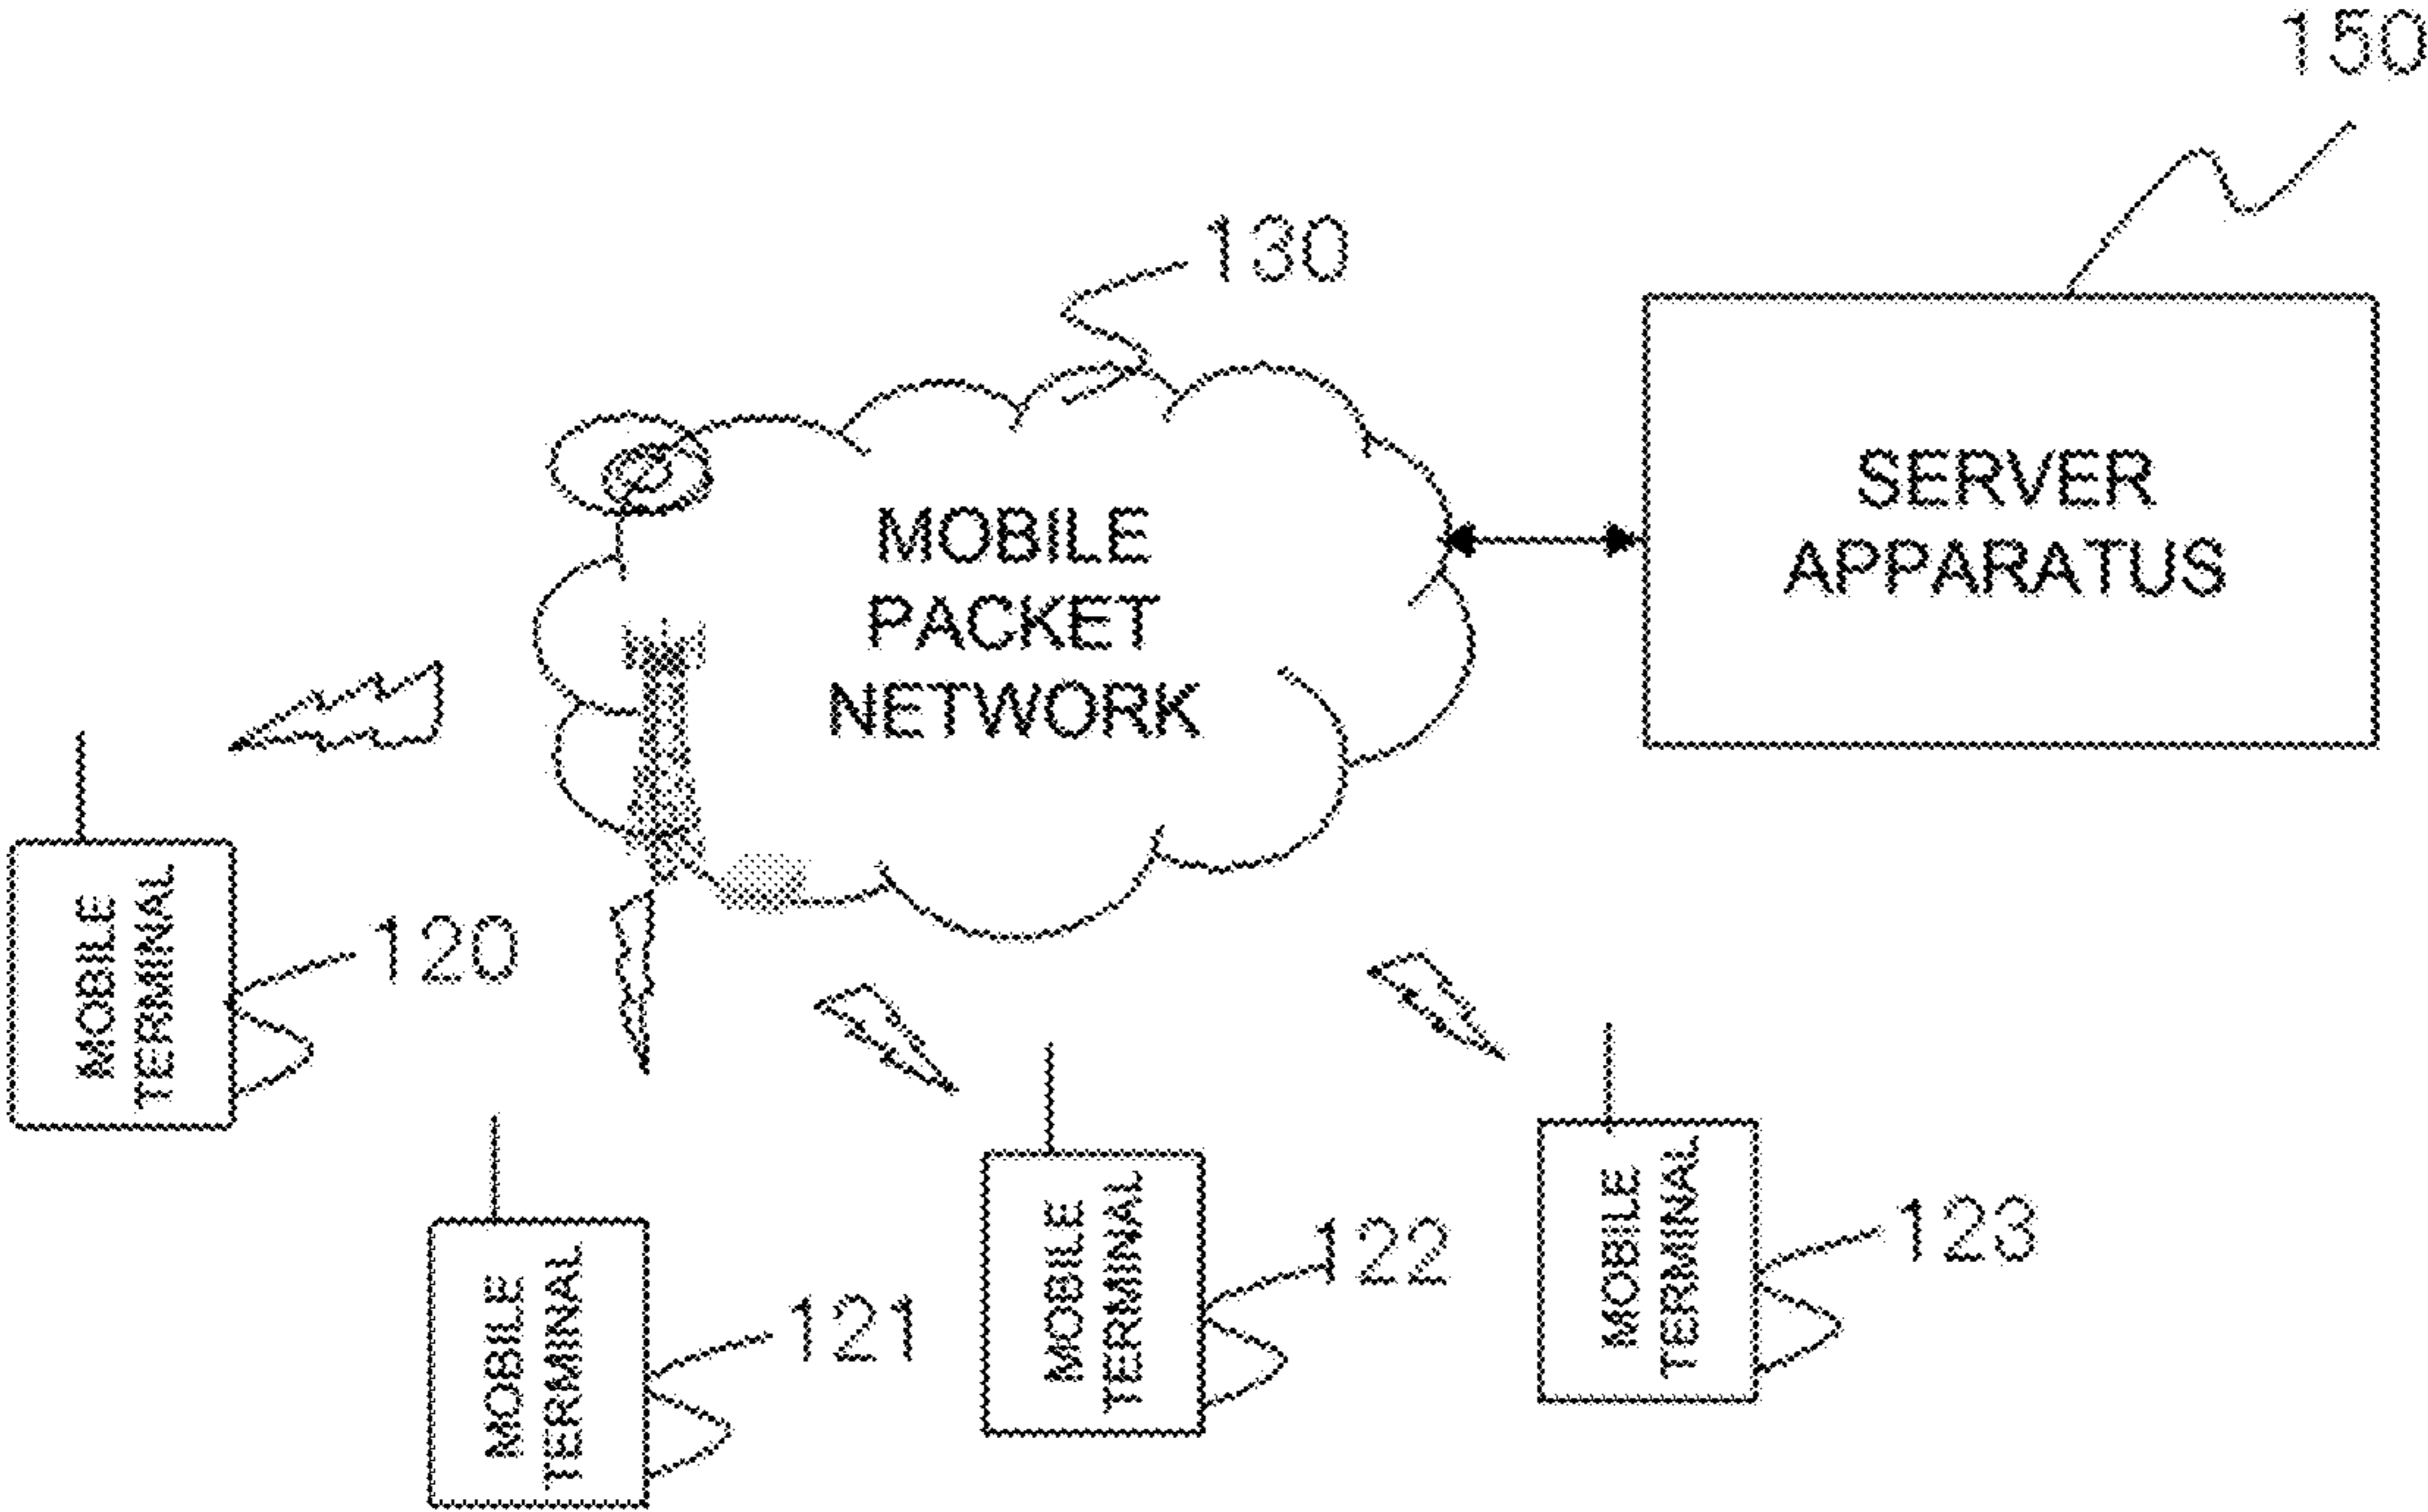 150
130
SERVER
APPARATUS
MOBILE
PACKET
NETWORK
MOBILE
TERMINAL
120
MOBILE
TERMINAL
121
MOBILE
TERMINAL
122
MOBILE
TERMINAL
123